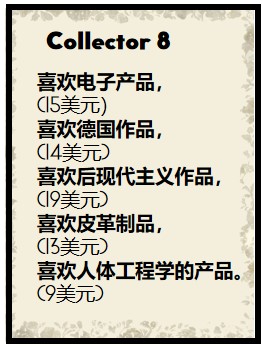 Collector 8
喜欢电子产品，
(15美元)
喜欢德国作品，
(14美元)
喜欢后现代主义作品，
(19美元)
喜欢皮革制品，
(13美元)
喜欢人体工程学的产品。
(9美元)